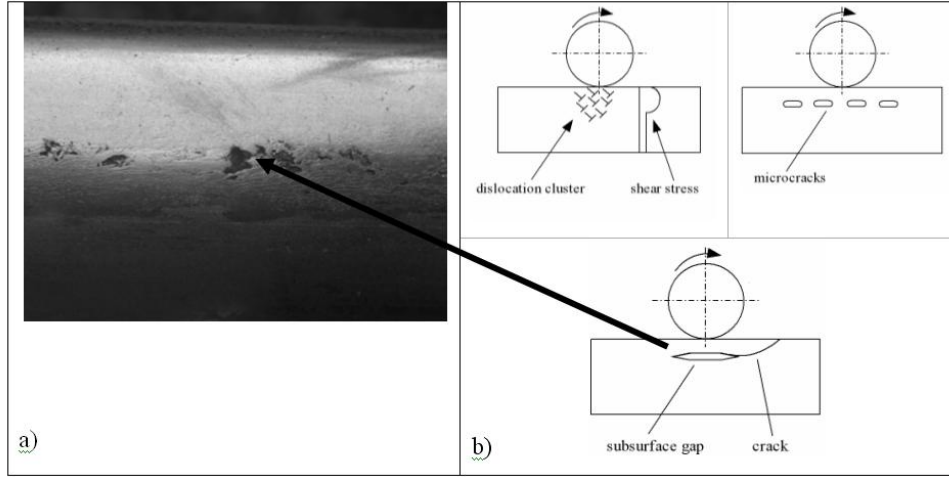 dislocation cluster
shear stress
microcracks
subsurface gap
crack
a)
b)